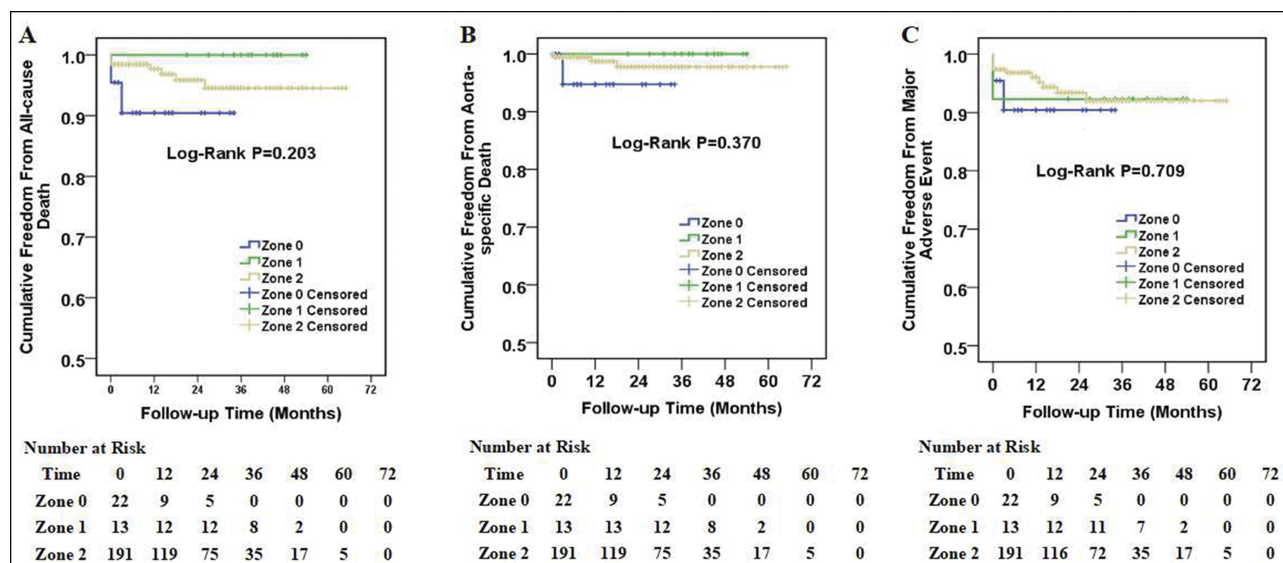 A
Cumulative Freedom From All-cause
Death
1.0
0.9
0.8
0.7
0.6
0.5
Log-Rank P=0.203
Zone 0
Zone 1
Zone 2
Zone 0 Censored
Zone 1 Censored
Zone 2 Censored
0 12 24 36 48 60 72
Follow-up Time (Months)
Number at Risk
Time 0 12 24 36 48 60 72
Zone 0 22 9 5 0 0 0 0
Zone 1 13 12 12 8 2 0 0
Zone 2 191 119 75 35 17 5 0
B
Cumulative Freedom From Aorta-
specific Death
1.0
0.9
0.8
0.7
0.6
0.5
Log-Rank P=0.370
Zone 0
Zone 1
Zone 2
Zone 0 Censored
Zone 1 Censored
Zone 2 Censored
0 12 24 36 48 60 72
Follow-up Time (Months)
Number at Risk
Time 0 12 24 36 48 60 72
Zone 0 22 9 5 0 0 0 0
Zone 1 13 13 12 8 2 0 0
Zone 2 191 119 75 35 17 5 0
C
Cumulative Freedom From Major
Adverse Event
1.0
0.9
0.8
0.7
0.6
0.5
Log-Rank P=0.709
Zone 0
Zone 1
Zone 2
Zone 0 Censored
Zone 1 Censored
Zone 2 Censored
0 12 24 36 48 60 72
Follow-up Time (Months)
Number at Risk
Time 0 12 24 36 48 60 72
Zone 0 22 9 5 0 0 0 0
Zone 1 13 12 11 7 2 0 0
Zone 2 191 116 72 35 17 5 0